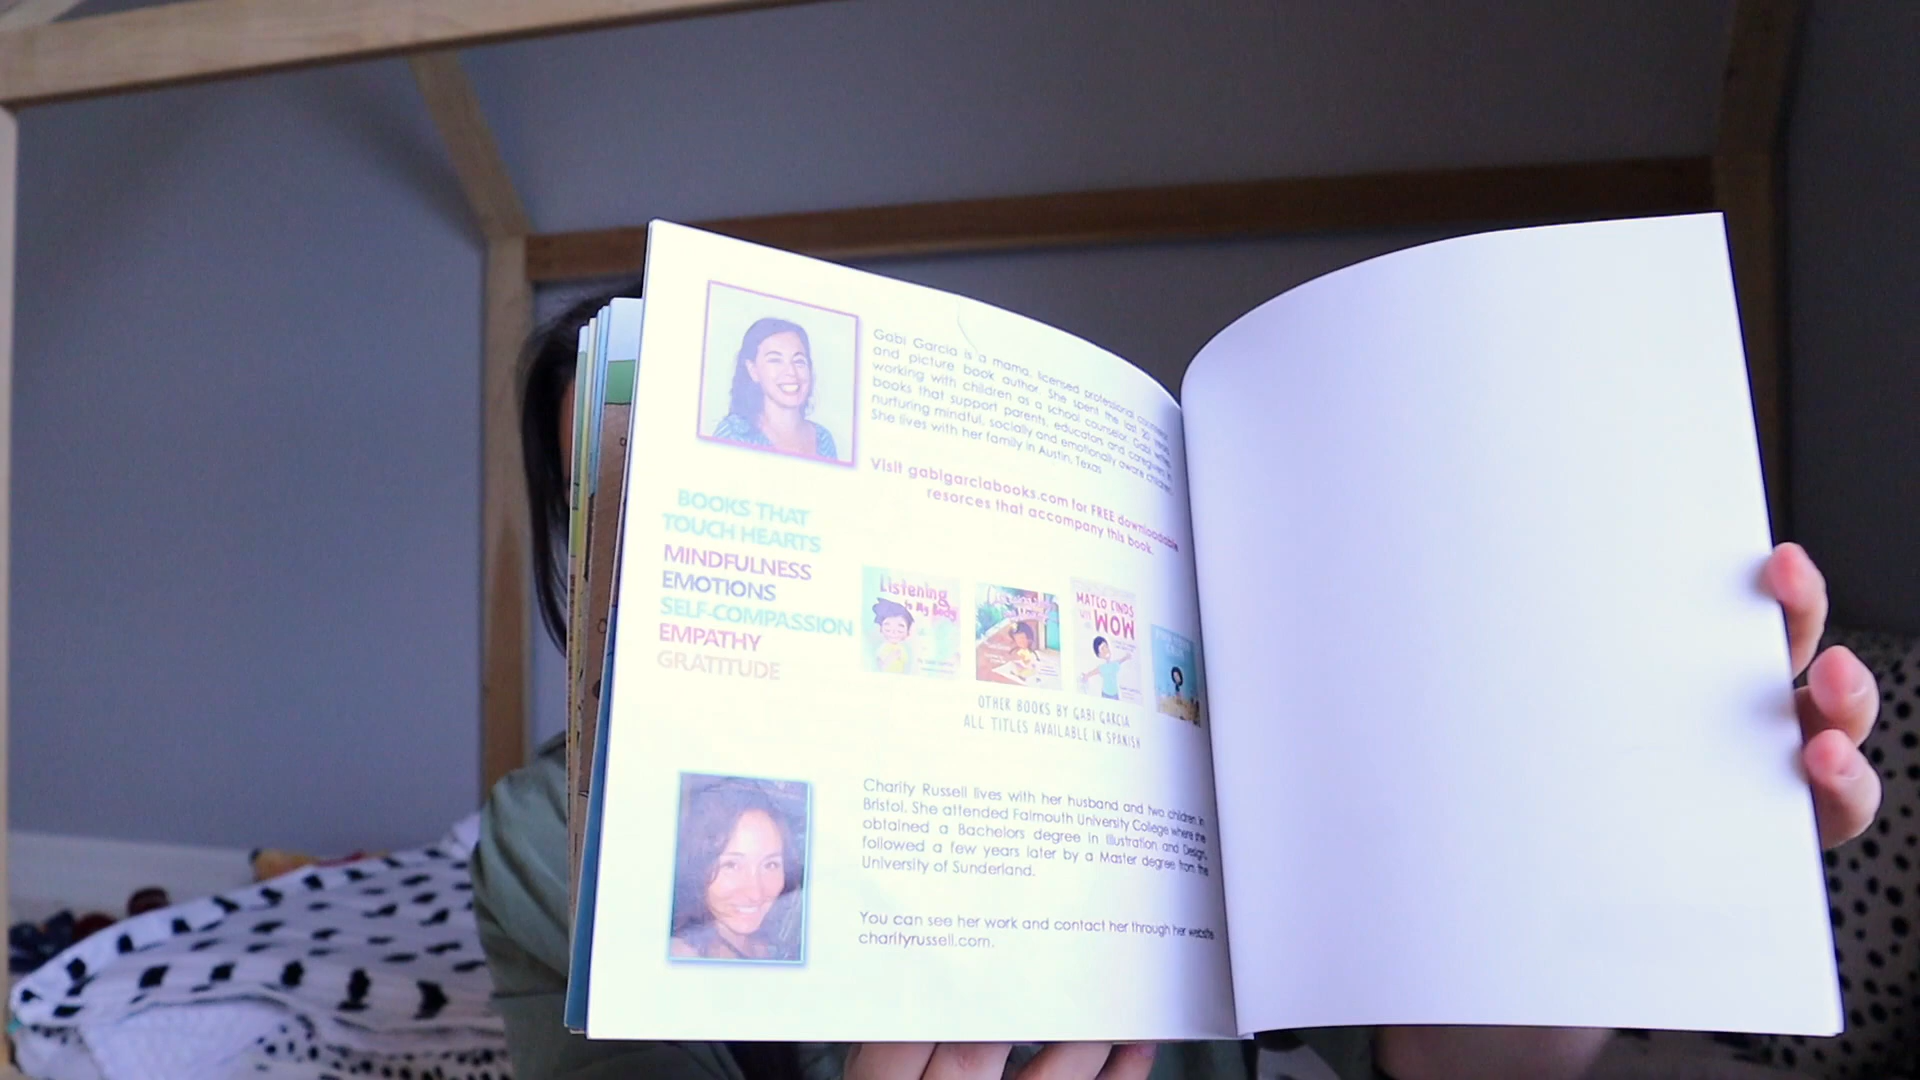 Gabi Garcia is a mama, licensed professional counselor
and picture book author. She spent the last 20 years
working with children as a school counselor. Gabi writes
books that support parents, educators and caregivers in
nurturing mindful, socially and emotionally aware children.
She lives with her family in Austin, Texas
Visit gabigarciabooks.com for FREE downloadable
resorces that accompany this book.
BOOKS THAT
TOUCH HEARTS
MINDFULNESS
EMOTIONS
SELF-COMPASSION
EMPATHY
GRATITUDE
Listening
to My Body
MATEO FINDS
HIS WOW
OTHER BOOKS BY GABI GARCIA
ALL TITLES AVAILABLE IN SPANISH
Charity Russell lives with her husband and two children in
Bristol. She attended Falmouth University College where she
obtained a Bachelors degree in Illustration and Design,
followed a few years later by a Master degree from the
University of Sunderland.
You can see her work and contact her through her website
charityrussell.com.